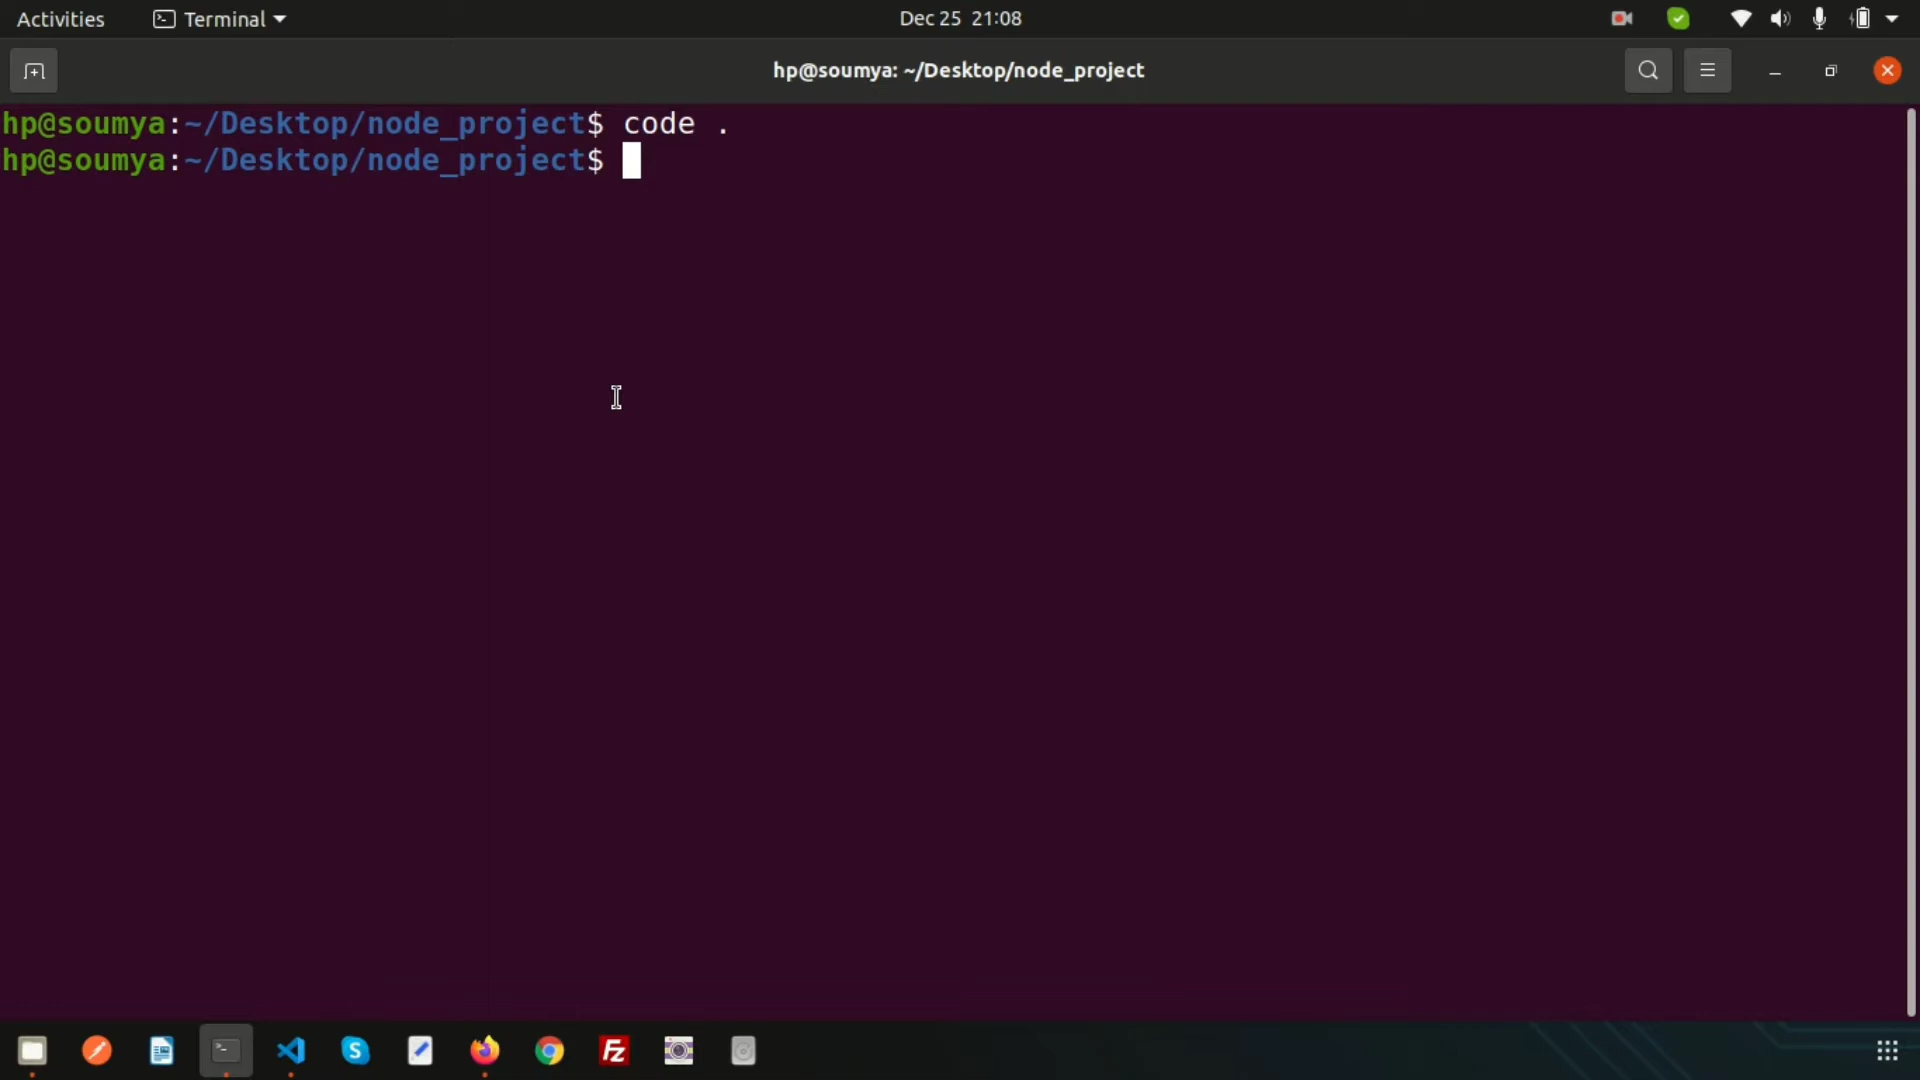 Activities Terminal Dec 25 21:08
hp@soumya: ~/Desktop/node_project
hp@soumya:~/Desktop/node_project$ code .
hp@soumya:~/Desktop/node_project$